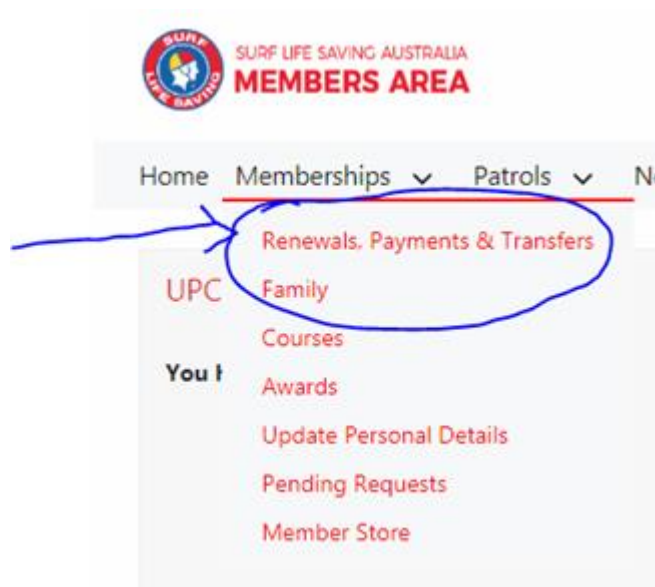 SURF LIFE SAVING
SURF LIFE SAVING AUSTRALIA
MEMBERS AREA
Home Memberships Patrols
Renewals, Payments & Transfers
UPC Family
Courses
You
Awards
Update Personal Details
Pending Requests
Member Store